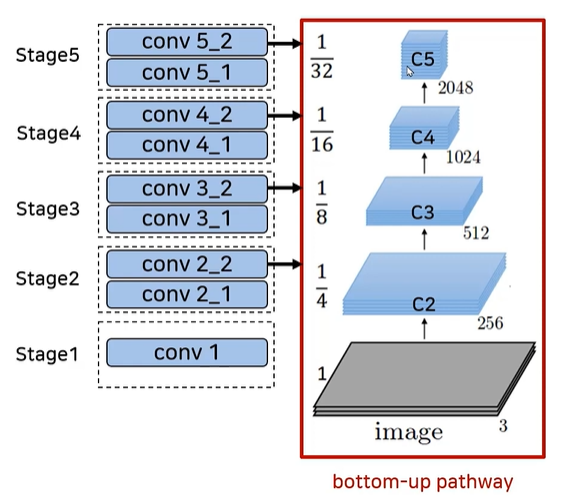 Stage5
conv 5_2
conv 5_1
1
32
C5
2048
Stage4
conv 4_2
conv 4_1
1
16
C4
1024
Stage3
conv 3_2
conv 3_1
1
8
C3
512
Stage2
conv 2_2
conv 2_1
1
4
C2
256
Stage1
conv 1
1
image
3
bottom-up pathway